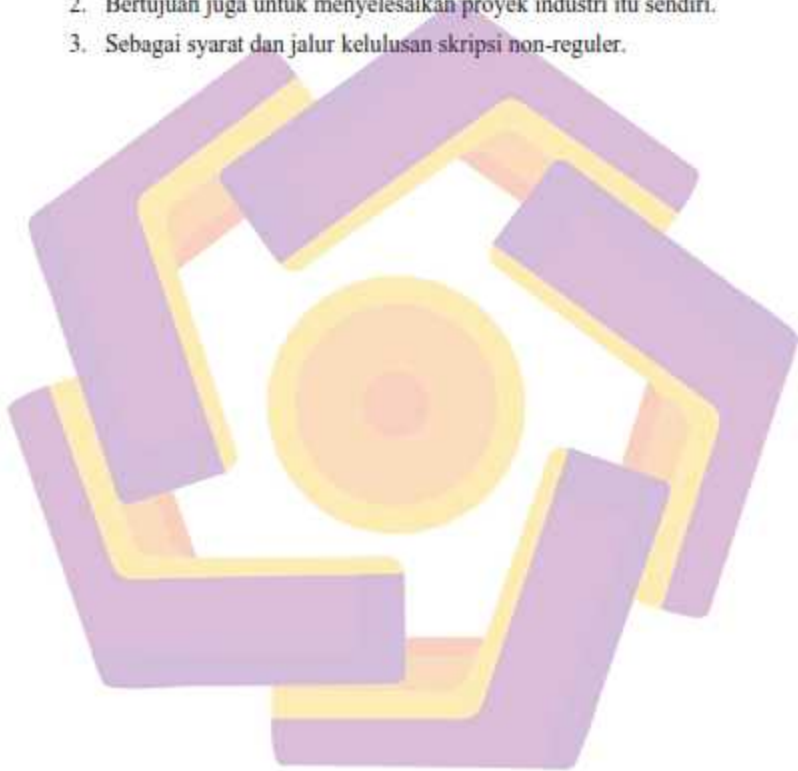 2. Bertujuan juga untuk menyelesaikan proyek industri itu sendiri.
3. Sebagai syarat dan jalur kelulusan skripsi non-reguler.